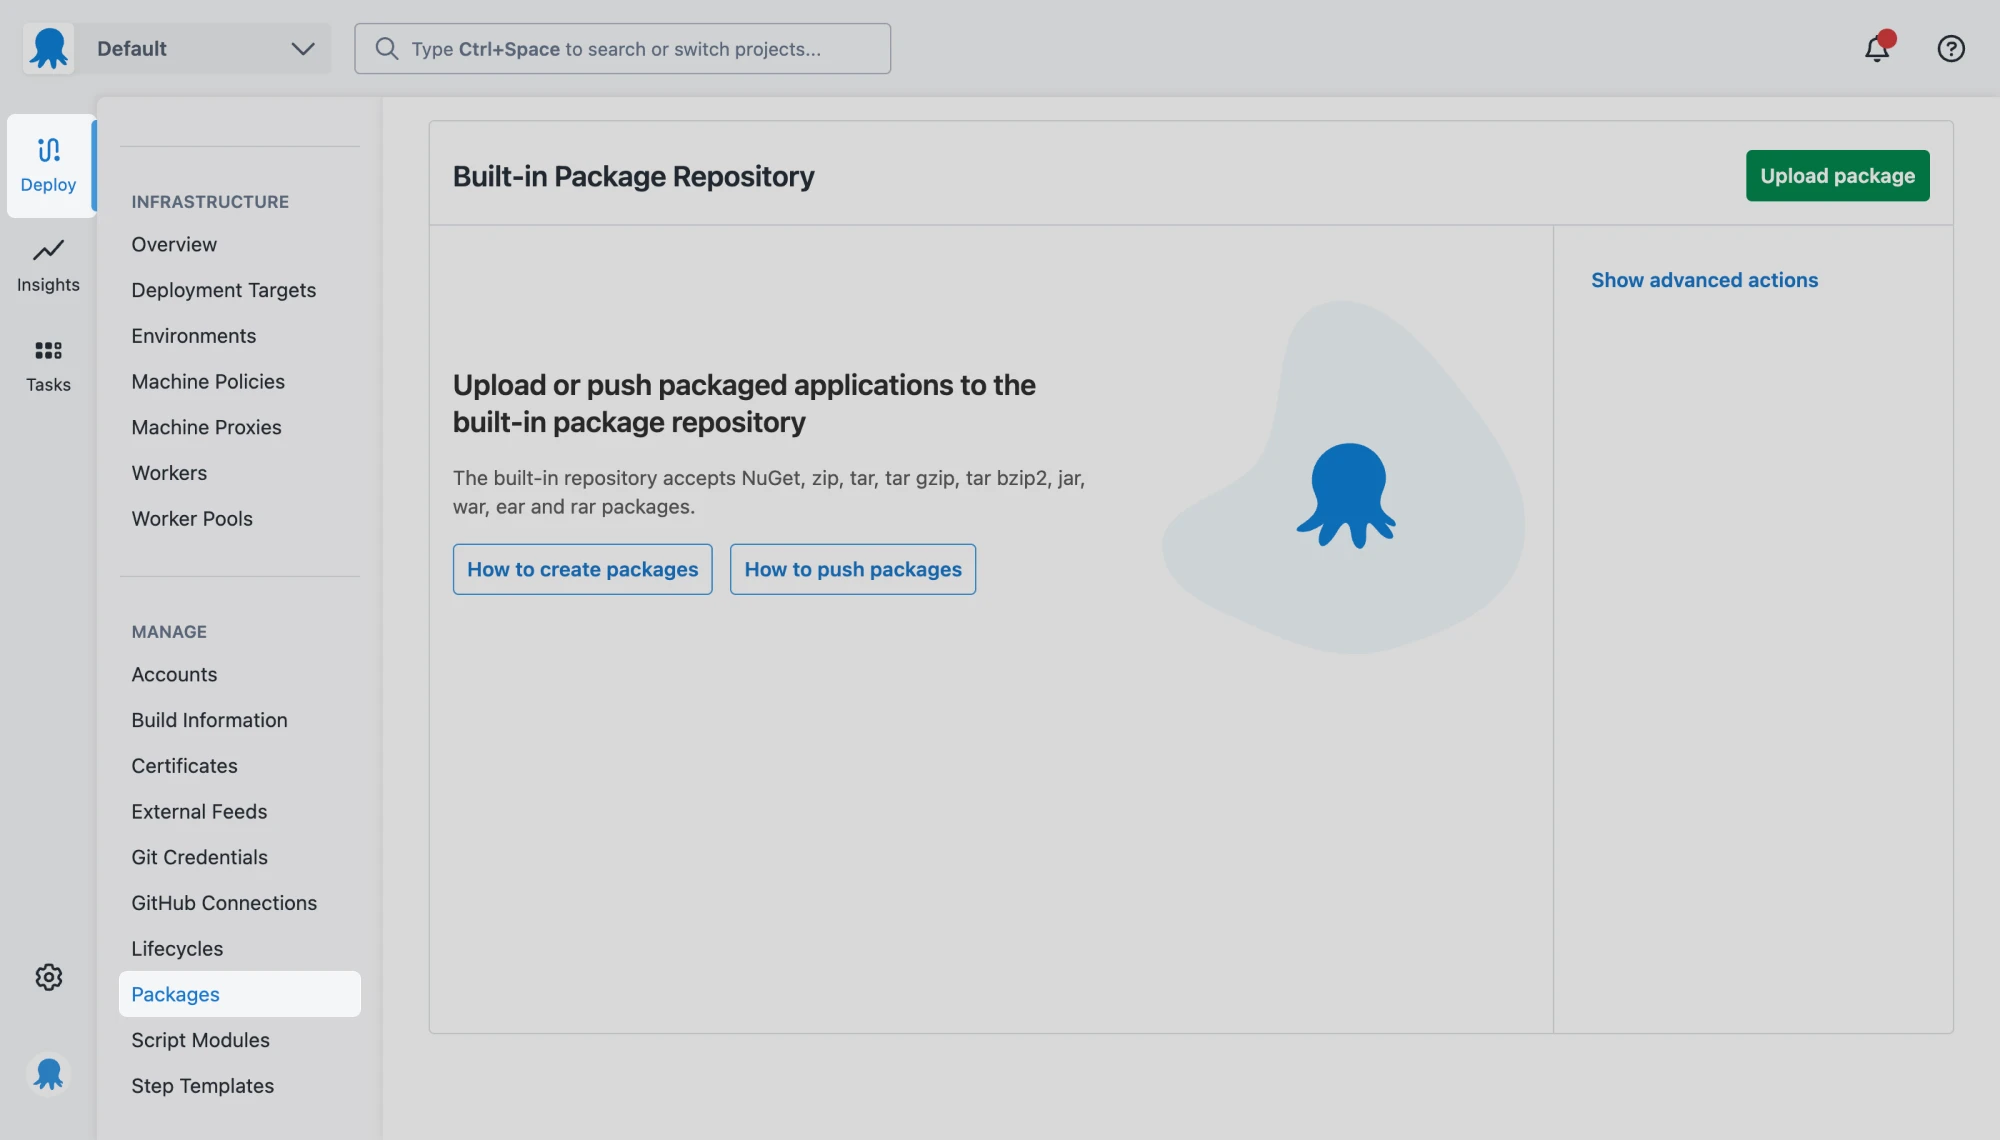 Default
Type Ctrl+Space to search or switch projects...
Deploy
Insights
Tasks
INFRASTRUCTURE
Overview
Deployment Targets
Environments
Machine Policies
Machine Proxies
Workers
Worker Pools
MANAGE
Accounts
Build Information
Certificates
External Feeds
Git Credentials
GitHub Connections
Lifecycles
Packages
Script Modules
Step Templates
Built-in Package Repository
Upload package
Upload or push packaged applications to the
built-in package repository
The built-in repository accepts NuGet, zip, tar, tar gzip, tar bzip2, jar,
war, ear and rar packages.
How to create packages
How to push packages
Show advanced actions